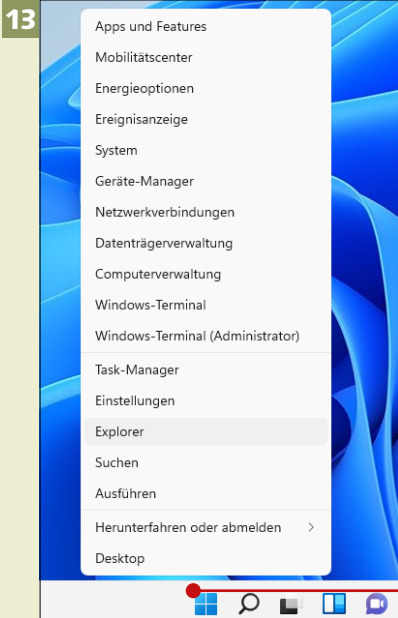 13
Apps und Features
Mobilitätscenter
Energieoptionen
Ereignisanzeige
System
Geräte-Manager
Netzwerkverbindungen
Datenträgerverwaltung
Computerverwaltung
Windows-Terminal
Windows-Terminal (Administrator)
Task-Manager
Einstellungen
Explorer
Suchen
Ausführen
Herunterfahren oder abmelden
Desktop